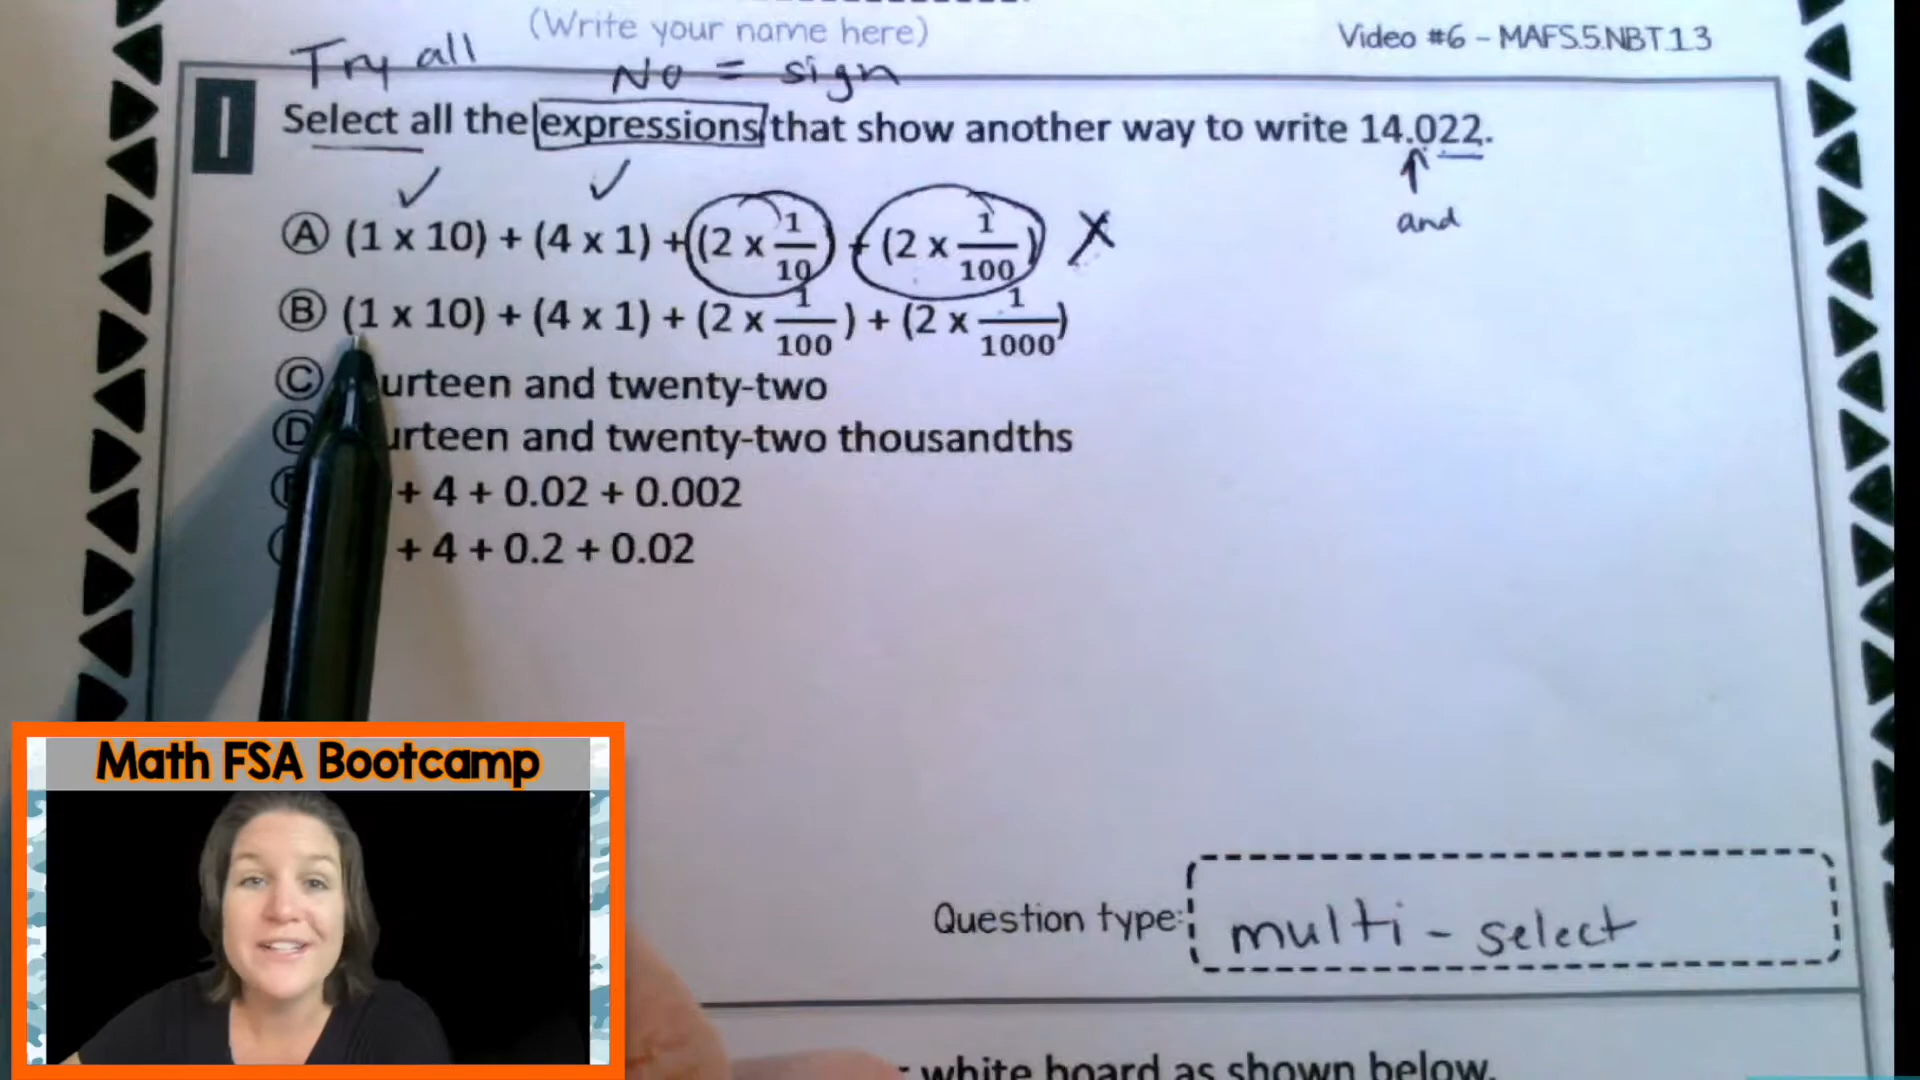 (Write your name here)
Video #6 - MAFS.5.NBT.1.3
Try all
No = sign
1
Select all the expressions that show another way to write 14.022.
✓ ✓
and
A (1 x 10) + (4 x 1) + (2 x 1/10) + (2 x 1/100) X
B (1 x 10) + (4 x 1) + (2 x 1/100) + (2 x 1/1000)
C urteen and twenty-two
D urteen and twenty-two thousandths
+ 4 + 0.02 + 0.002
+ 4 + 0.2 + 0.02
Math FSA Bootcamp
Question type: multi - select
white board as shown below.